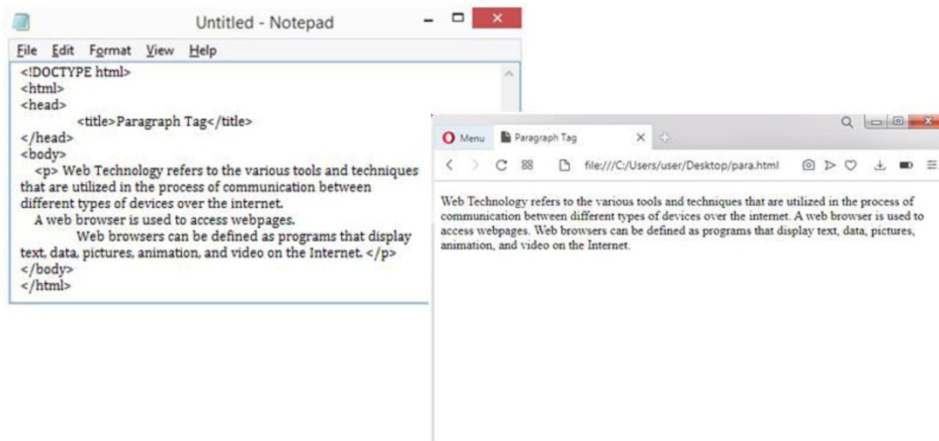 Untitled - Notepad
File Edit Format View Help
<!DOCTYPE html>
<html>
<head>
<title>Paragraph Tag</title>
</head>
<body>
<p> Web Technology refers to the various tools and techniques
that are utilized in the process of communication between
different types of devices over the internet.
A web browser is used to access webpages.
Web browsers can be defined as programs that display
text, data, pictures, animation, and video on the Internet. </p>
</body>
</html>
Menu Paragraph Tag
file:///C:/Users/user/Desktop/para.html
Web Technology refers to the various tools and techniques that are utilized in the process of
communication between different types of devices over the internet. A web browser is used to
access webpages. Web browsers can be defined as programs that display text, data, pictures,
animation, and video on the Internet.